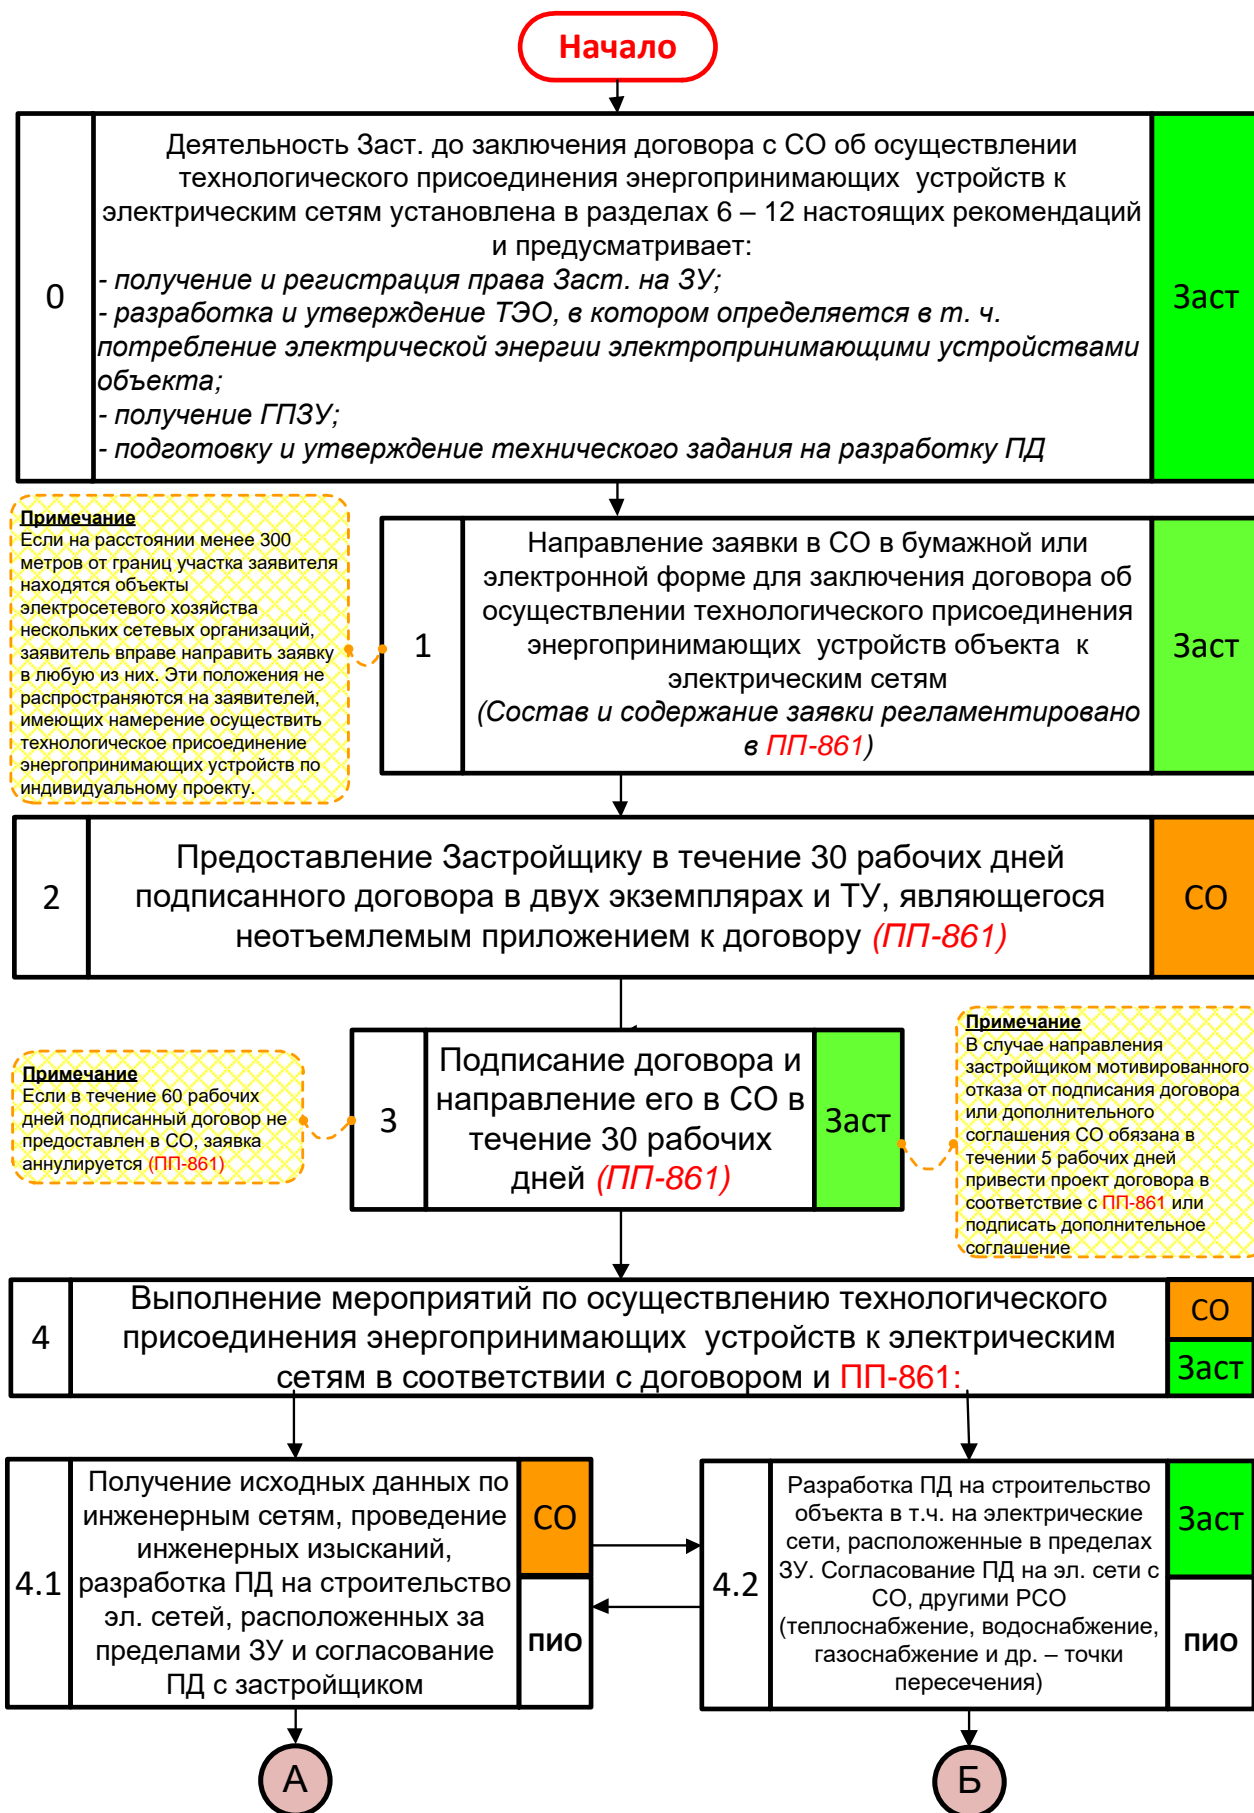 Начало
0
Деятельность Заст. до заключения договора с СО об осуществлении
технологического присоединения энергопринимающих устройств к
электрическим сетям установлена в разделах 6 – 12 настоящих рекомендаций
и предусматривает:
- получение и регистрация права Заст. на ЗУ;
- разработка и утверждение ТЭО, в котором определяется в т. ч.
потребление электрической энергии электропринимающими устройствами
объекта;
- получение ГПЗУ;
- подготовку и утверждение технического задания на разработку ПД
Заст
Примечание
Если на расстоянии менее 300
метров от границ участка заявителя
находятся объекты
электросетевого хозяйства
нескольких сетевых организаций,
заявитель вправе направить заявку
в любую из них. Эти положения не
распространяются на заявителей,
имеющих намерение осуществить
технологическое присоединение
энергопринимающих устройств по
индивидуальному проекту.
1
Направление заявки в СО в бумажной или
электронной форме для заключения договора об
осуществлении технологического присоединения
энергопринимающих устройств объекта к
электрическим сетям
(Состав и содержание заявки регламентировано
в ПП-861)
Заст
2
Предоставление Застройщику в течение 30 рабочих дней
подписанного договора в двух экземплярах и ТУ, являющегося
неотъемлемым приложением к договору (ПП-861)
СО
Примечание
Если в течение 60 рабочих
дней подписанный договор не
предоставлен в СО, заявка
аннулируется (ПП-861)
3
Подписание договора и
направление его в СО в
течение 30 рабочих
дней (ПП-861)
Заст
Примечание
В случае направления
застройщиком мотивированного
отказа от подписания договора
или дополнительного
соглашения СО обязана в
течении 5 рабочих дней
привести проект договора в
соответствие с ПП-861 или
подписать дополнительное
соглашение
4
Выполнение мероприятий по осуществлению технологического
присоединения энергопринимающих устройств к электрическим
сетям в соответствии с договором и ПП-861:
СО
Заст
4.1
Получение исходных данных по
инженерным сетям, проведение
инженерных изысканий,
разработка ПД на строительство
эл. сетей, расположенных за
пределами ЗУ и согласование
ПД с застройщиком
СО
ПИО
4.2
Разработка ПД на строительство
объекта в т.ч. на электрические
сети, расположенные в пределах
ЗУ. Согласование ПД на эл. сети с
СО, другими РСО
(теплоснабжение, водоснабжение,
газоснабжение и др. – точки
пересечения)
Заст
ПИО
А
Б